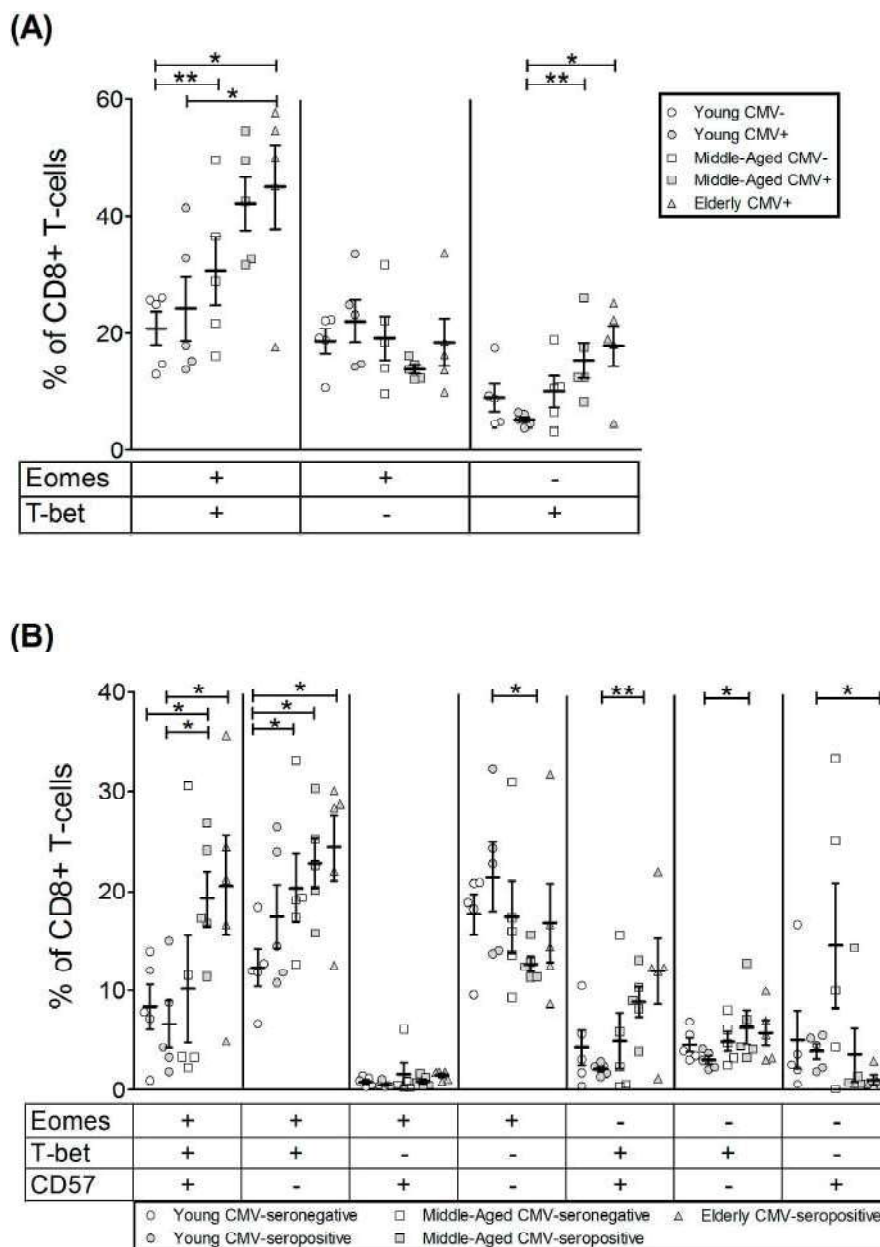 (A)
* 
** 
*
*
**
60
40
20
0
% of CD8+ T-cells
Young CMV-
Young CMV+
Middle-Aged CMV-
Middle-Aged CMV+
Elderly CMV+
Eomes + + -
T-bet + - +
(B)
40
30
20
10
0
% of CD8+ T-cells
* * *
* * *
*
**
*
*
Eomes + + + + - - -
T-bet + + - - + + -
CD57 + - + - + - +
Young CMV-seronegative Middle-Aged CMV-seronegative Elderly CMV-seropositive
Young CMV-seropositive Middle-Aged CMV-seropositive